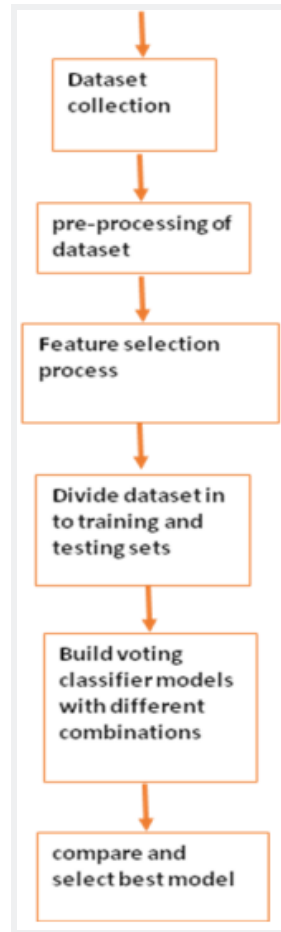 Dataset
collection
pre-processing of
dataset
Feature selection
process
Divide dataset in
to training and
testing sets
Build voting
classifier models
with different
combinations
compare and
select best model